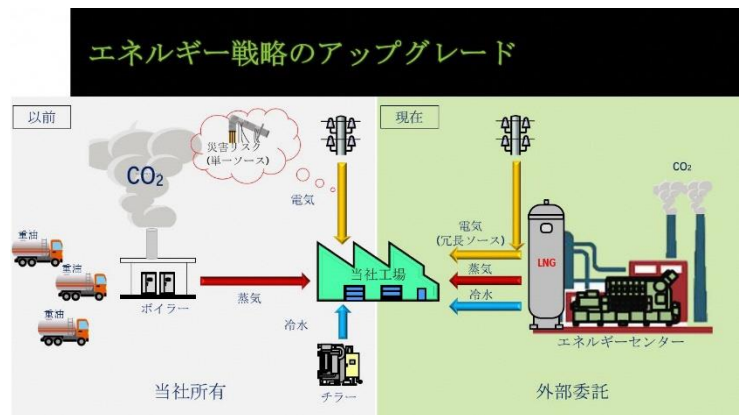 エネルギー戦略のアップグレード
以前
CO₂
災害リスク
(単一ソース)
電気
重油
重油
重油
ボイラー
蒸気
当社工場
冷水
チラー
当社所有
現在
CO₂
電気
(冗長ソース)
蒸気
冷水
LNG
エネルギーセンター
外部委託